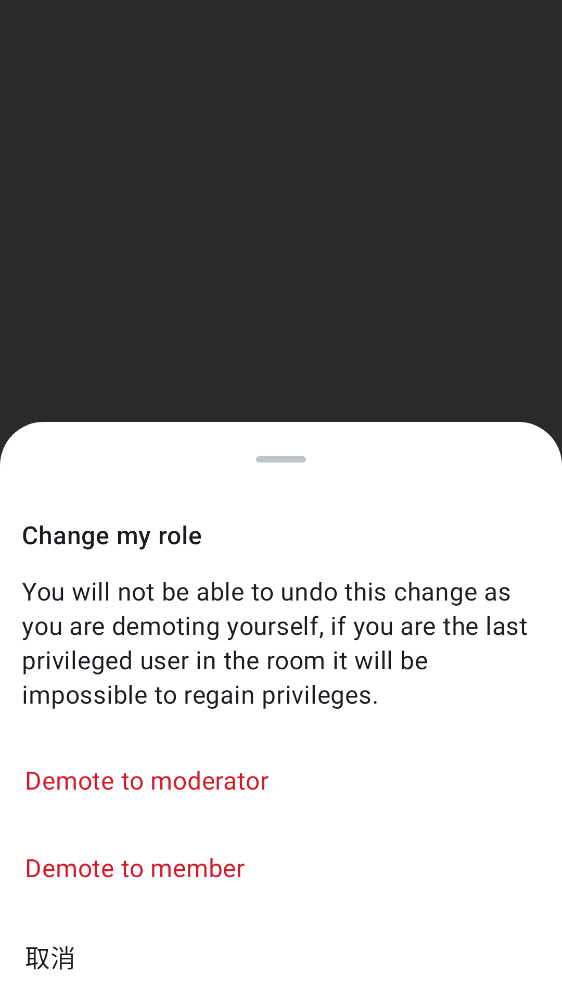 Change my role
You will not be able to undo this change as
you are demoting yourself, if you are the last
privileged user in the room it will be
impossible to regain privileges.
Demote to moderator
Demote to member
取消